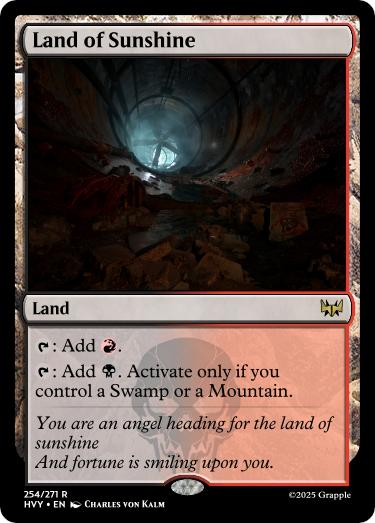 Land of Sunshine
Land
: Add .
: Add . Activate only if you
control a Swamp or a Mountain.
You are an angel heading for the land of
sunshine
And fortune is smiling upon you.
254/271 R
HVY • EN Charles von Kalm
©2025 Grapple